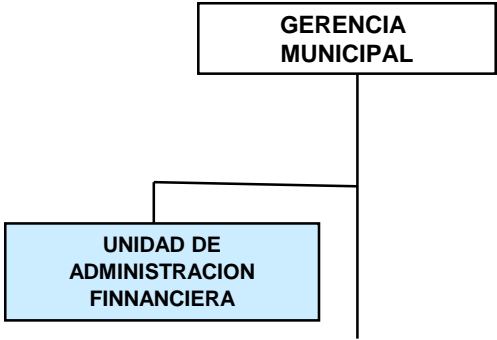 GERENCIA
MUNICIPAL
UNIDAD DE
ADMINISTRACION
FINNANCIERA